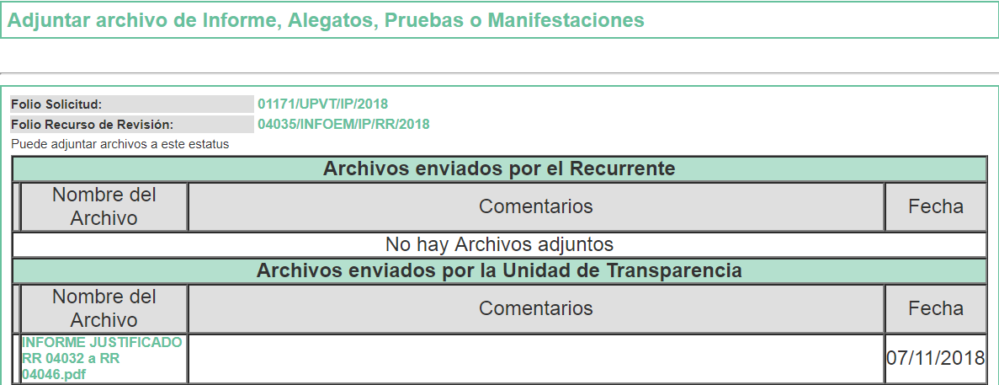 Adjuntar archivo de Informe, Alegatos, Pruebas o Manifestaciones
Folio Solicitud: 01171/UPVT/IP/2018
Folio Recurso de Revisión: 04035/INFOEM/IP/RR/2018
Puede adjuntar archivos a este estatus
Archivos enviados por el Recurrente
Nombre del
Archivo
Comentarios
Fecha
No hay Archivos adjuntos
Archivos enviados por la Unidad de Transparencia
Nombre del
Archivo
Comentarios
Fecha
INFORME JUSTIFICADO
RR 04032 a RR
04046.pdf
07/11/2018